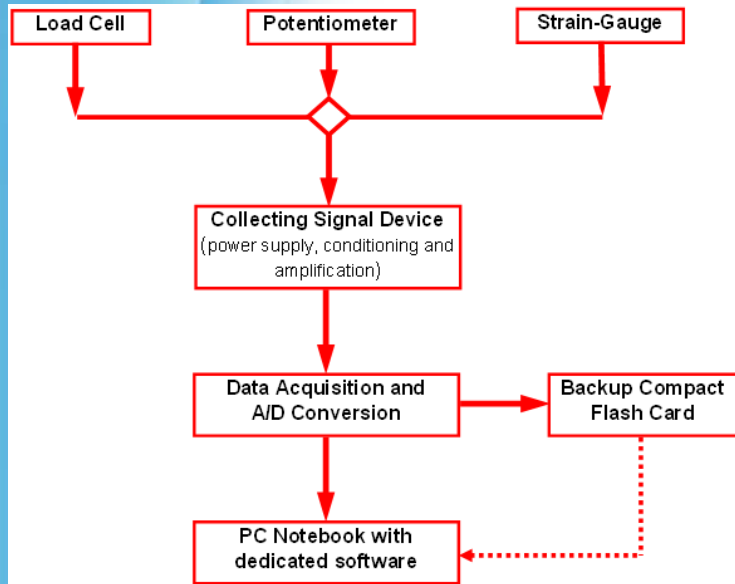 Load Cell
Potentiometer
Strain-Gauge
Collecting Signal Device
(power supply, conditioning and
amplification)
Data Acquisition and
A/D Conversion
Backup Compact
Flash Card
PC Notebook with
dedicated software